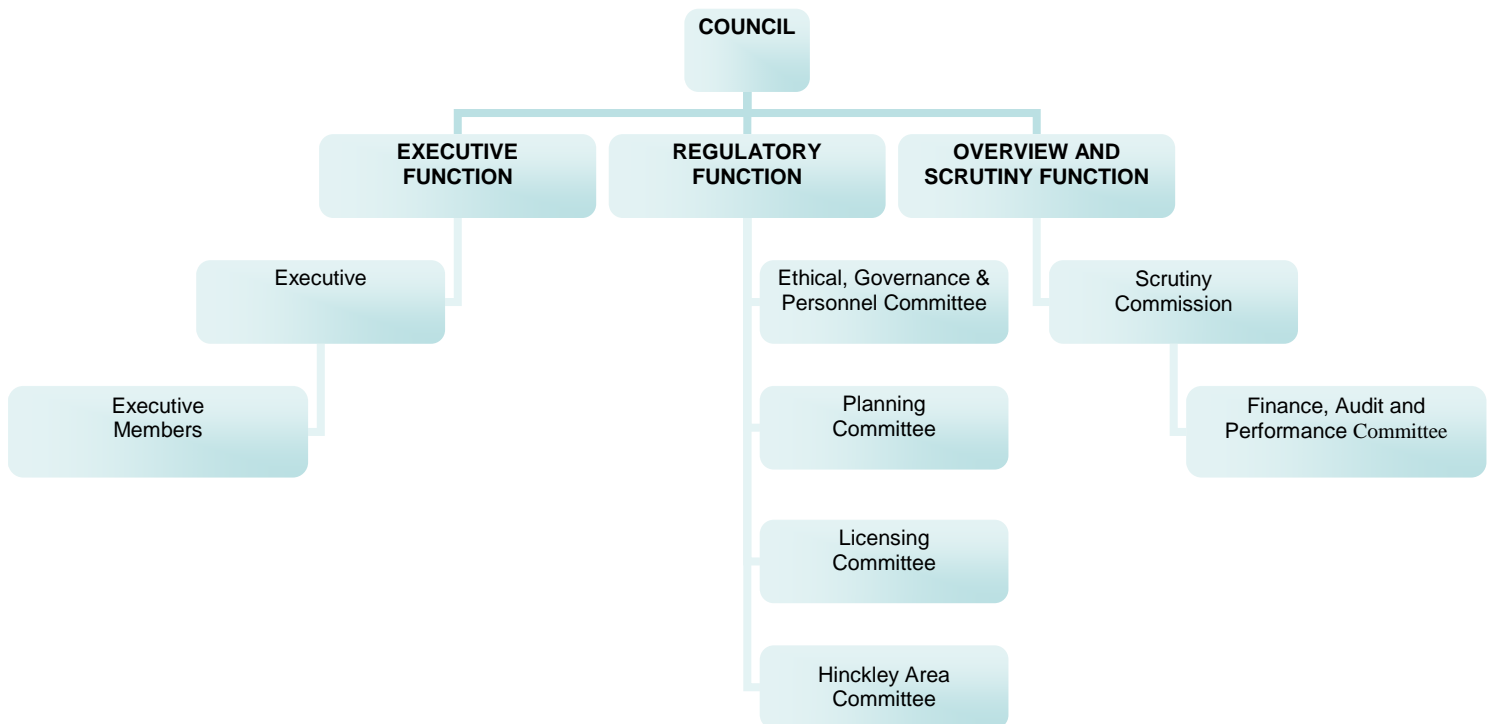 COUNCIL
EXECUTIVE
FUNCTION
REGULATORY
FUNCTION
OVERVIEW AND
SCRUTINY FUNCTION
Executive
Ethical, Governance &
Personnel Committee
Scrutiny
Commission
Executive
Members
Planning
Committee
Finance, Audit and
Performance Committee
Licensing
Committee
Hinckley Area
Committee